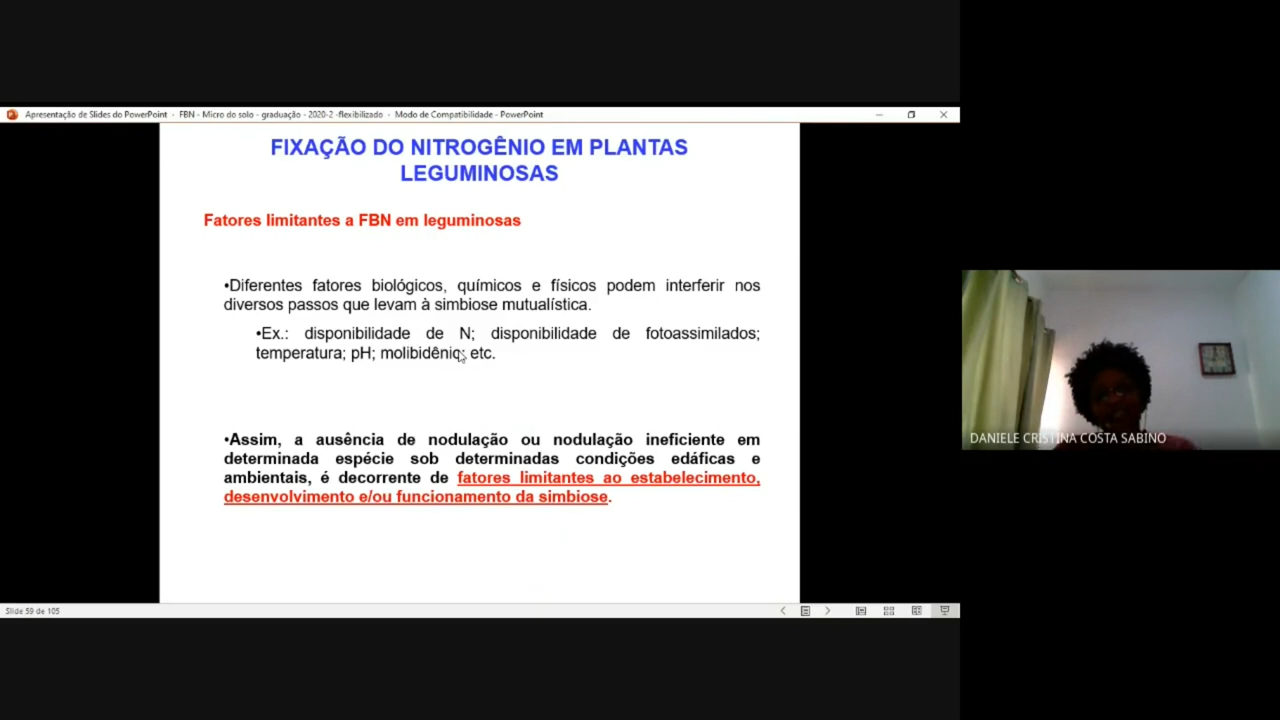 Apresentação de Slides do PowerPoint - FBN - Micro do solo - graduação - 2020-2 -flexibilizado - Modo de Compatibilidade - PowerPoint
FIXAÇÃO DO NITROGÊNIO EM PLANTAS
LEGUMINOSAS
Fatores limitantes a FBN em leguminosas
•Diferentes fatores biológicos, químicos e físicos podem interferir nos
diversos passos que levam à simbiose mutualística.
•Ex.: disponibilidade de N; disponibilidade de fotoassimilados;
temperatura; pH; molibidênio; etc.
•Assim, a ausência de nodulação ou nodulação ineficiente em
determinada espécie sob determinadas condições edáficas e
ambientais, é decorrente de fatores limitantes ao estabelecimento,
desenvolvimento e/ou funcionamento da simbiose.
DANIELE CRISTINA COSTA SABINO
Slide 59 de 105